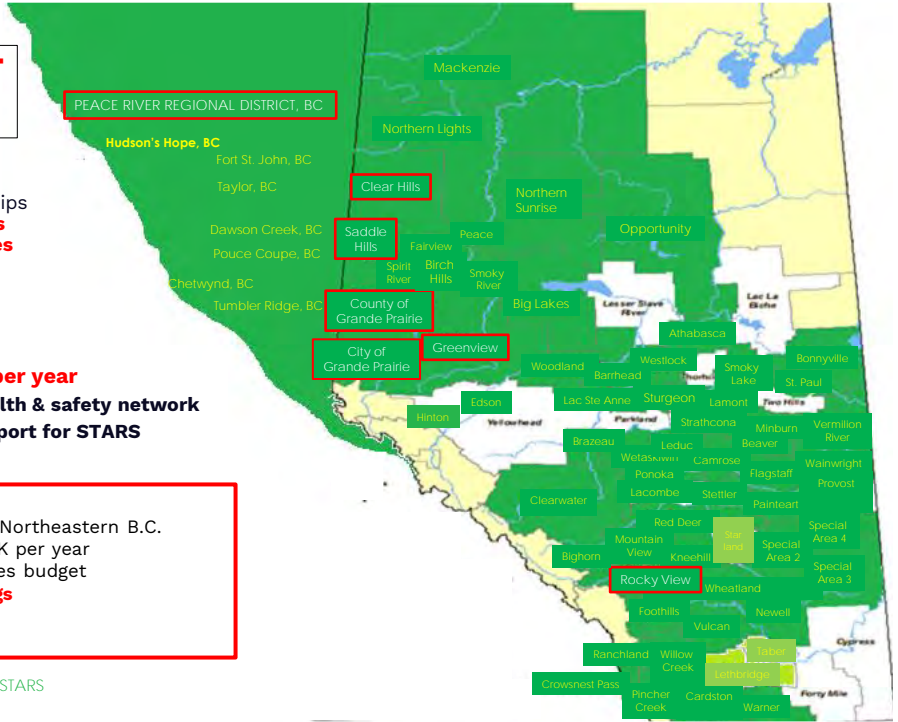 PEACE RIVER REGIONAL DISTRICT, BC
Hudson's Hope, BC
Fort St. John, BC
Taylor, BC
Dawson Creek, BC
Pouce Coupe, BC
Chetwynd, BC
Tumbler Ridge, BC
ips
s
es
per year
lth & safety network
port for STARS
Northeastern B.C.
K per year
es budget
gs
STARS
Mackenzie
Northern Lights
Clear Hills
Northern
Sunrise
Saddle
Hills
Peace
Fairview
Opportunity
Spirit
River
Birch
Hills
Smoky
River
County of
Grande Prairie
Big Lakes
Lesser Slave
River
Lac La
Biche
City of
Grande Prairie
Greenview
Athabasca
Woodland
Westlock
Barrhead
Thorhil
Smoky
Lake
Bonnyville
St. Paul
Hinton
Edson
Yellowhead
Lac Ste Anne
Sturgeon
Lamont
Two Hills
Parkland
Strathcona
Minburn
Vermilion
River
Brazeau
Leduc
Beaver
Wetaskiwin
Camrose
Wainwright
Ponoka
Flagstaff
Provost
Clearwater
Lacombe
Stettler
Painteart
Red Deer
Star
land
Special
Area 4
Mountain
View
Bighorn
Kneehill
Special
Area 2
Special
Area 3
Rocky View
Wheatland
Foothills
Newell
Vulcan
Cypress
Ranchland
Willow
Creek
Taber
Lethbridge
Crowsnest Pass
Pincher
Creek
Cardston
Warner
Forty Mile